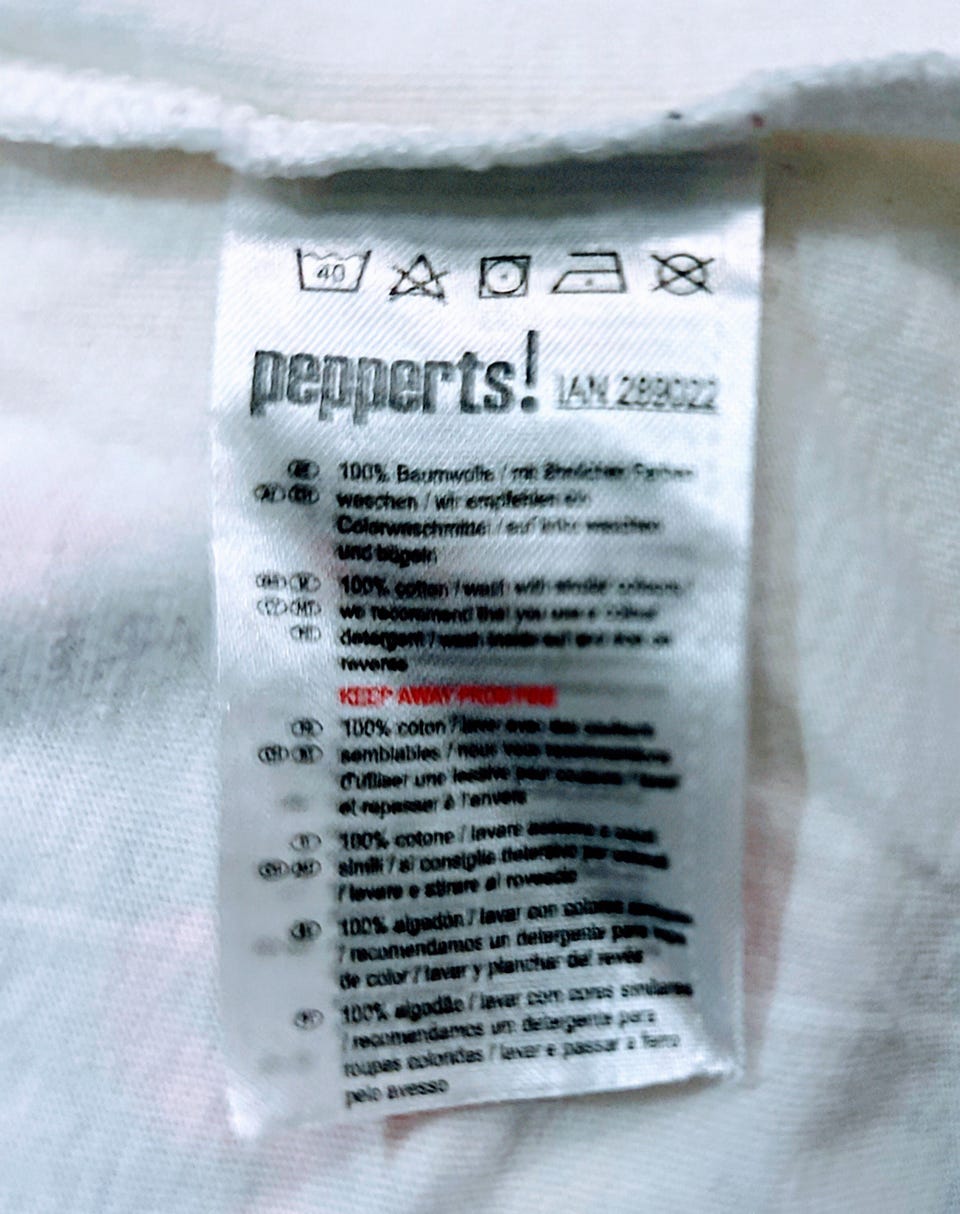 40
pepperts! IAN 289022
100% Baumwolle / mit ähnlichen Farben
waschen / wir empfehlen ein
Colorwaschmittel / auf links waschen
und bügeln
100% cotton / wash with similar colours /
we recommend that you use a colour
detergent / wash inside out and iron on
reverse
KEEP AWAY FROM FIRE
100% coton / laver avec des couleurs
semblables / nous vous recommandons
d'utiliser une lessive pour couleurs / laver
et repasser à l'envers
100% cotone / lavare assieme a colori
simili / si consiglia detersivo per colorati
/ lavare e stirare al rovescio
100% algodón / lavar con colores similares
/ recomendamos un detergente para ropa
de color / lavar y planchar del revés
100% algodão / lavar com cores similares
/ recomendamos um detergente para
roupas coloridas / lavar e passar a ferro
pelo avesso